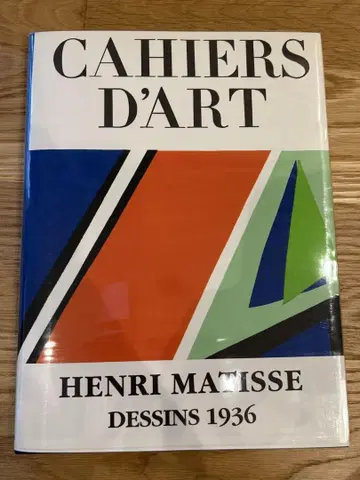 CAHIERS
D'ART
HENRI MATISSE
DESSINS 1936